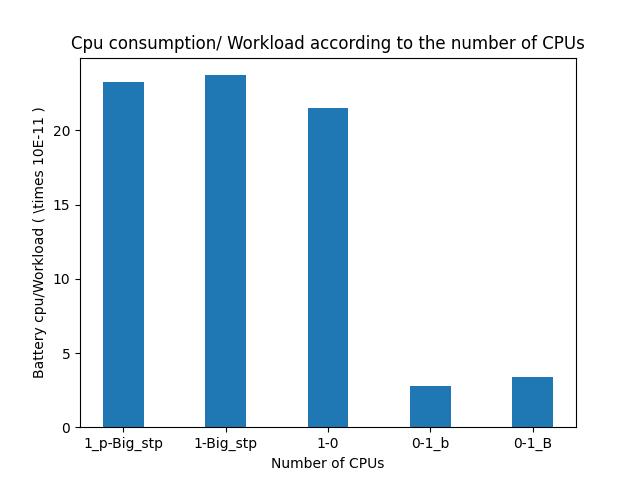 Cpu consumption/ Workload according to the number of CPUs
Battery cpu/Workload ( \times 10E-11 )
20
15
10
5
0
1_p-Big_stp
1-Big_stp
1-0
0-1_b
0-1_B
Number of CPUs